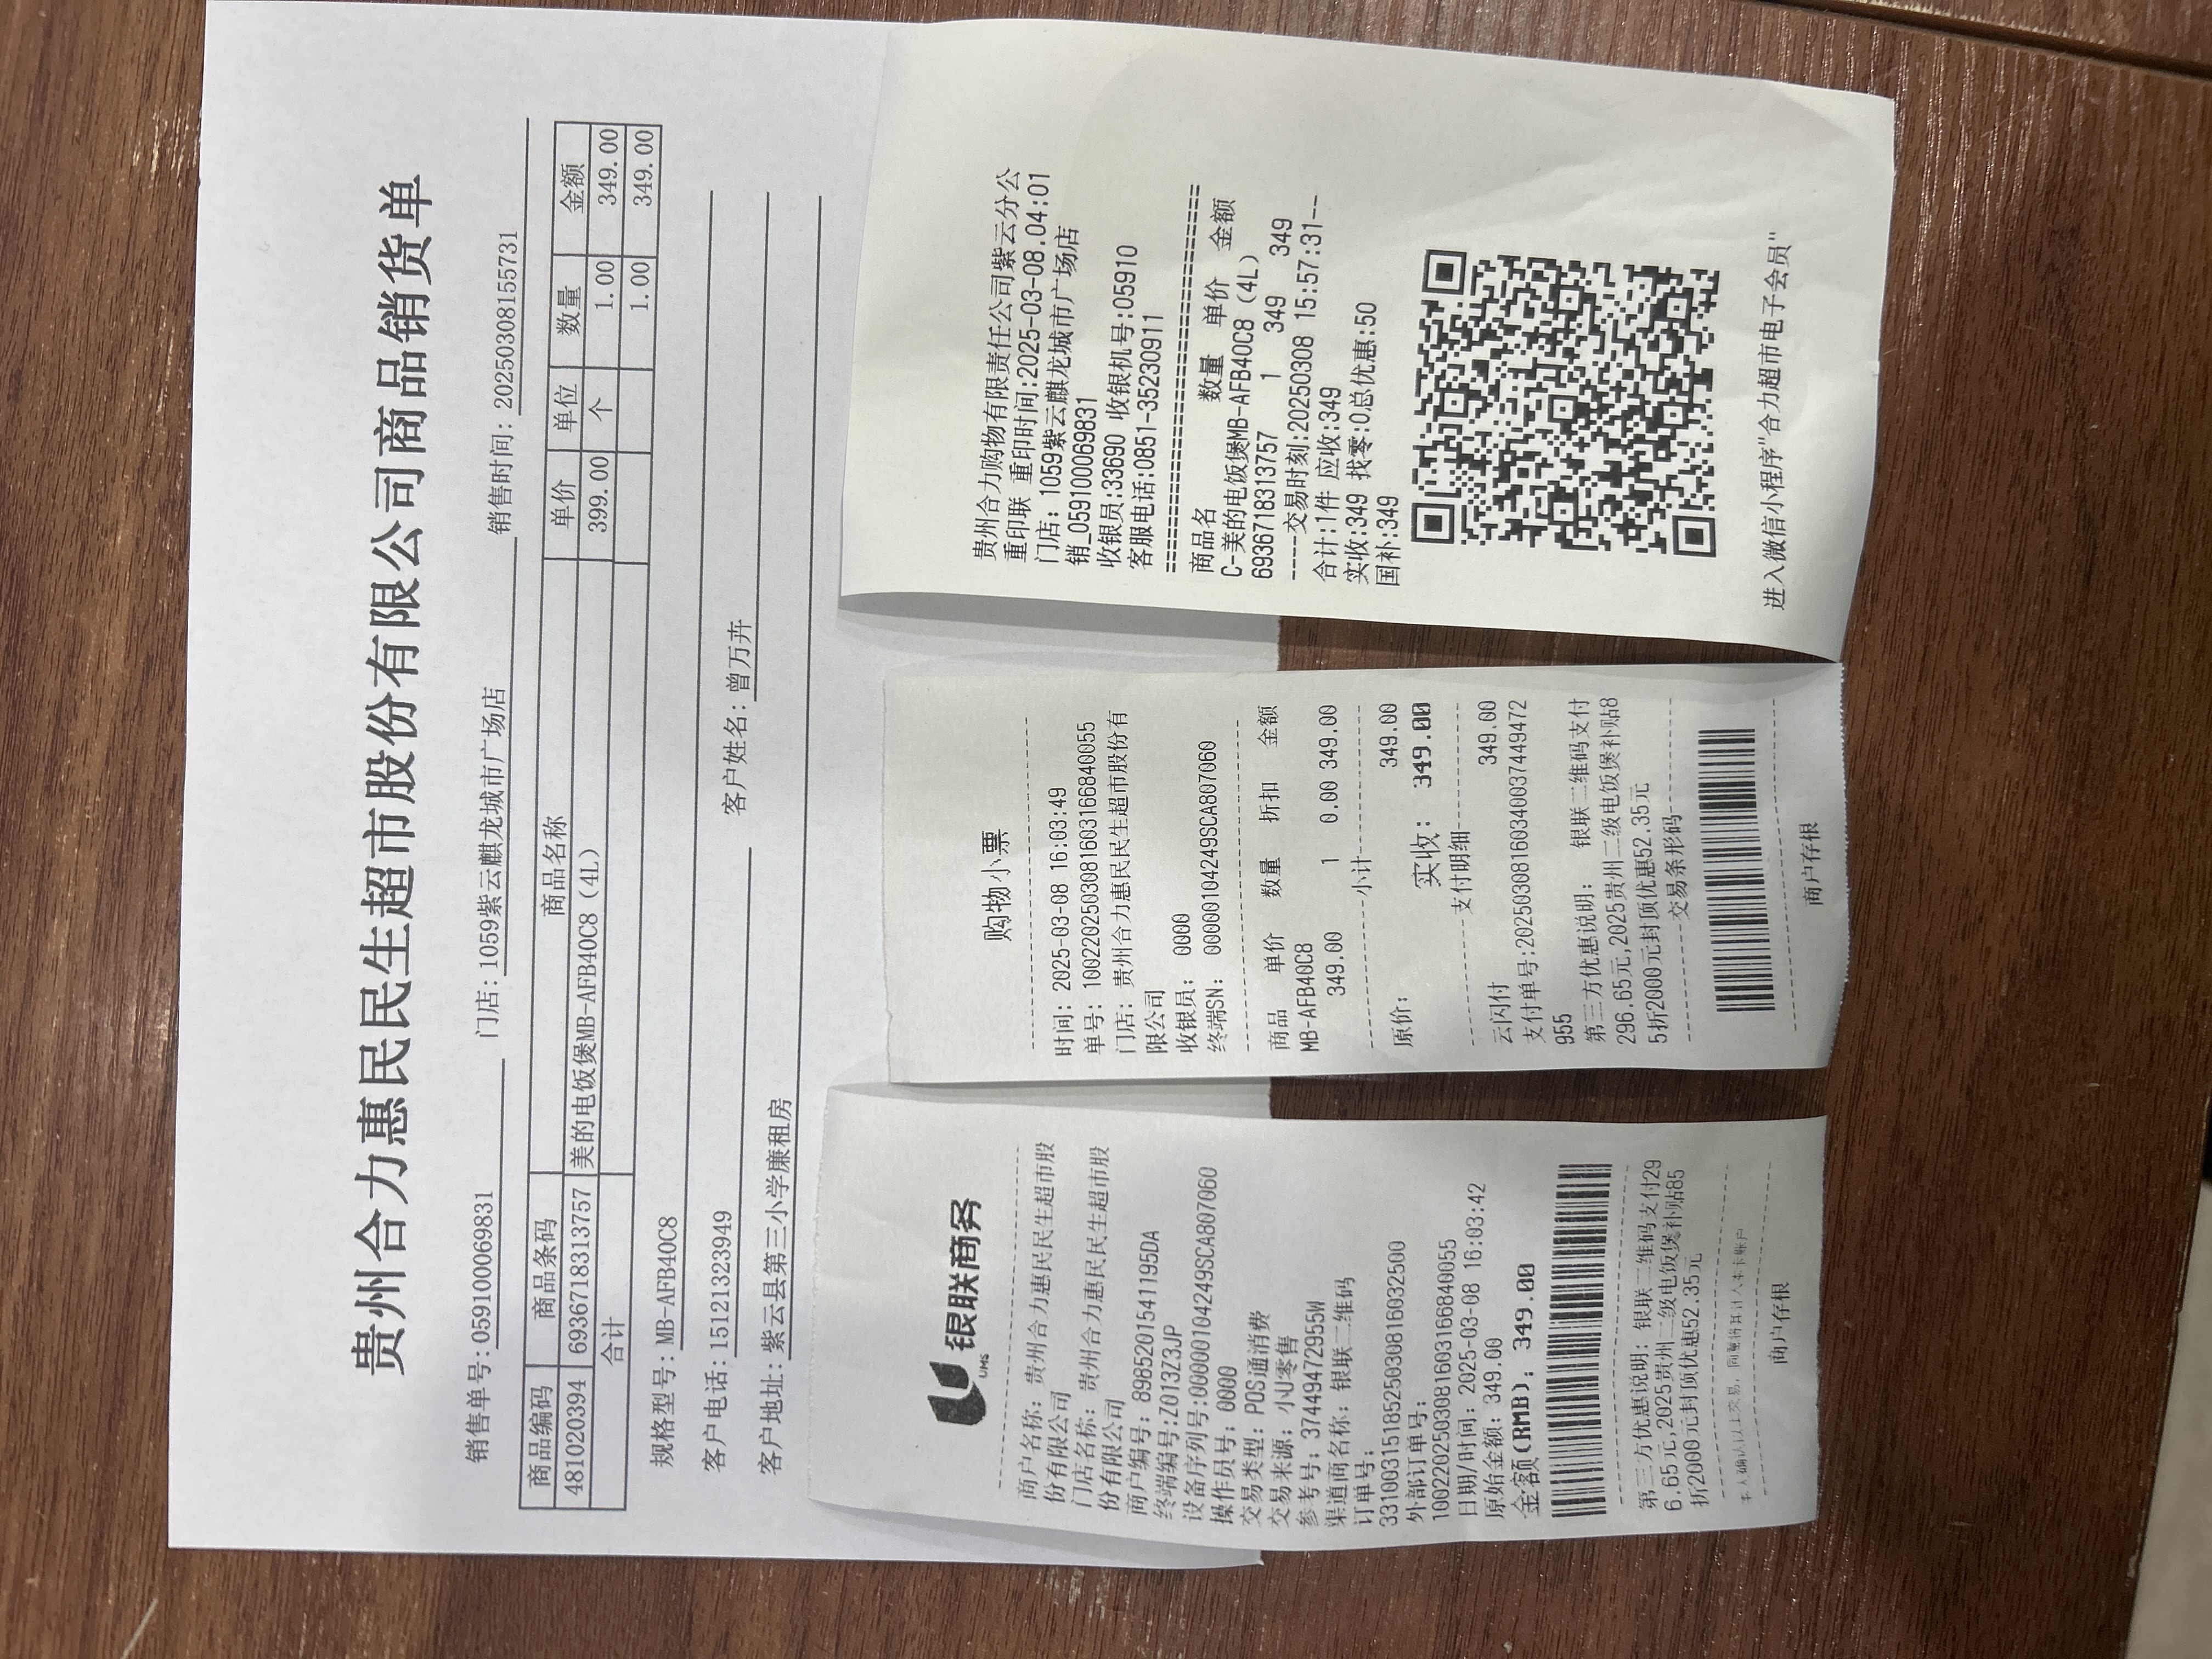 贵州合力惠民民生超市股份有限公司商品销货单
销售单号: 0591000069831 门店: 1059紫云麒龙城市广场店 销售时间: 20250308155731
商品编码 商品条码 商品名称 单价 单位 数量 金额
481020394 6936718313757 美的电饭煲MB-AFB40C8（4L） 399.00 个 1.00 349.00
合计 1.00 349.00
规格型号: MB-AFB40C8
客户电话: 15121323949 客户姓名: 曾万卉
客户地址: 紫云县第三小学廉租房
银联商务
UMS
商户名称: 贵州合力惠民民生超市股
份有限公司
门店名称: 贵州合力惠民民生超市股
份有限公司
商户编号: 89852015411195DA
终端编号:Z013Z3JP
设备序列号:00000104249SCA807060
操作员号: 0000
交易类型: POS通消费
交易来源: 小U零售
参考号: 37449472955W
渠道商名称: 银联二维码
订单号:
33100315185250308160325​00
外部订单号:
10022025030816031668400​55
日期/时间: 2025-03-08 16:03:42
原始金额: 349.00
金额(RMB): 349.00
第三方优惠说明: 银联二维码支付29
6.65元,2025贵州二级电饭煲补贴85
折2000元封顶优惠52.35元
本人确认以上交易，同意将其计入本卡账户
商户存根
购物小票
时间: 2025-03-08 16:03:49
单号: 10022025030816031668400​55
门店: 贵州合力惠民民生超市股份有
限公司
收银员: 0000
终端SN: 00000104249SCA807060
商品 单价 数量 折扣 金额
MB-AFB40C8
349.00 1 0.00 349.00
小计
原价: 349.00
实收: 349.00
支付明细
云闪付 349.00
支付单号:20250308160340037449472
955
第三方优惠说明: 银联二维码支付
296.65元,2025贵州二级电饭煲补贴8
5折2000元封顶优惠52.35元
交易条形码
商户存根
贵州合力购物有限责任公司紫云分公
重印联 重印时间:2025-03-08.04:01
门店: 1059紫云麒龙城市广场店
销_0591000069831
收银员:33690 收银机号:05910
客服电话:0851-35230911
==============================
商品名 数量 单价 金额
C-美的电饭煲MB-AFB40C8（4L）
6936718313757 1 349 349
----交易时刻:20250308 15:57:31--
合计:1件 应收:349
实收:349 找零:0总优惠:50
国补:349
进入微信小程序"合力超市电子会员"